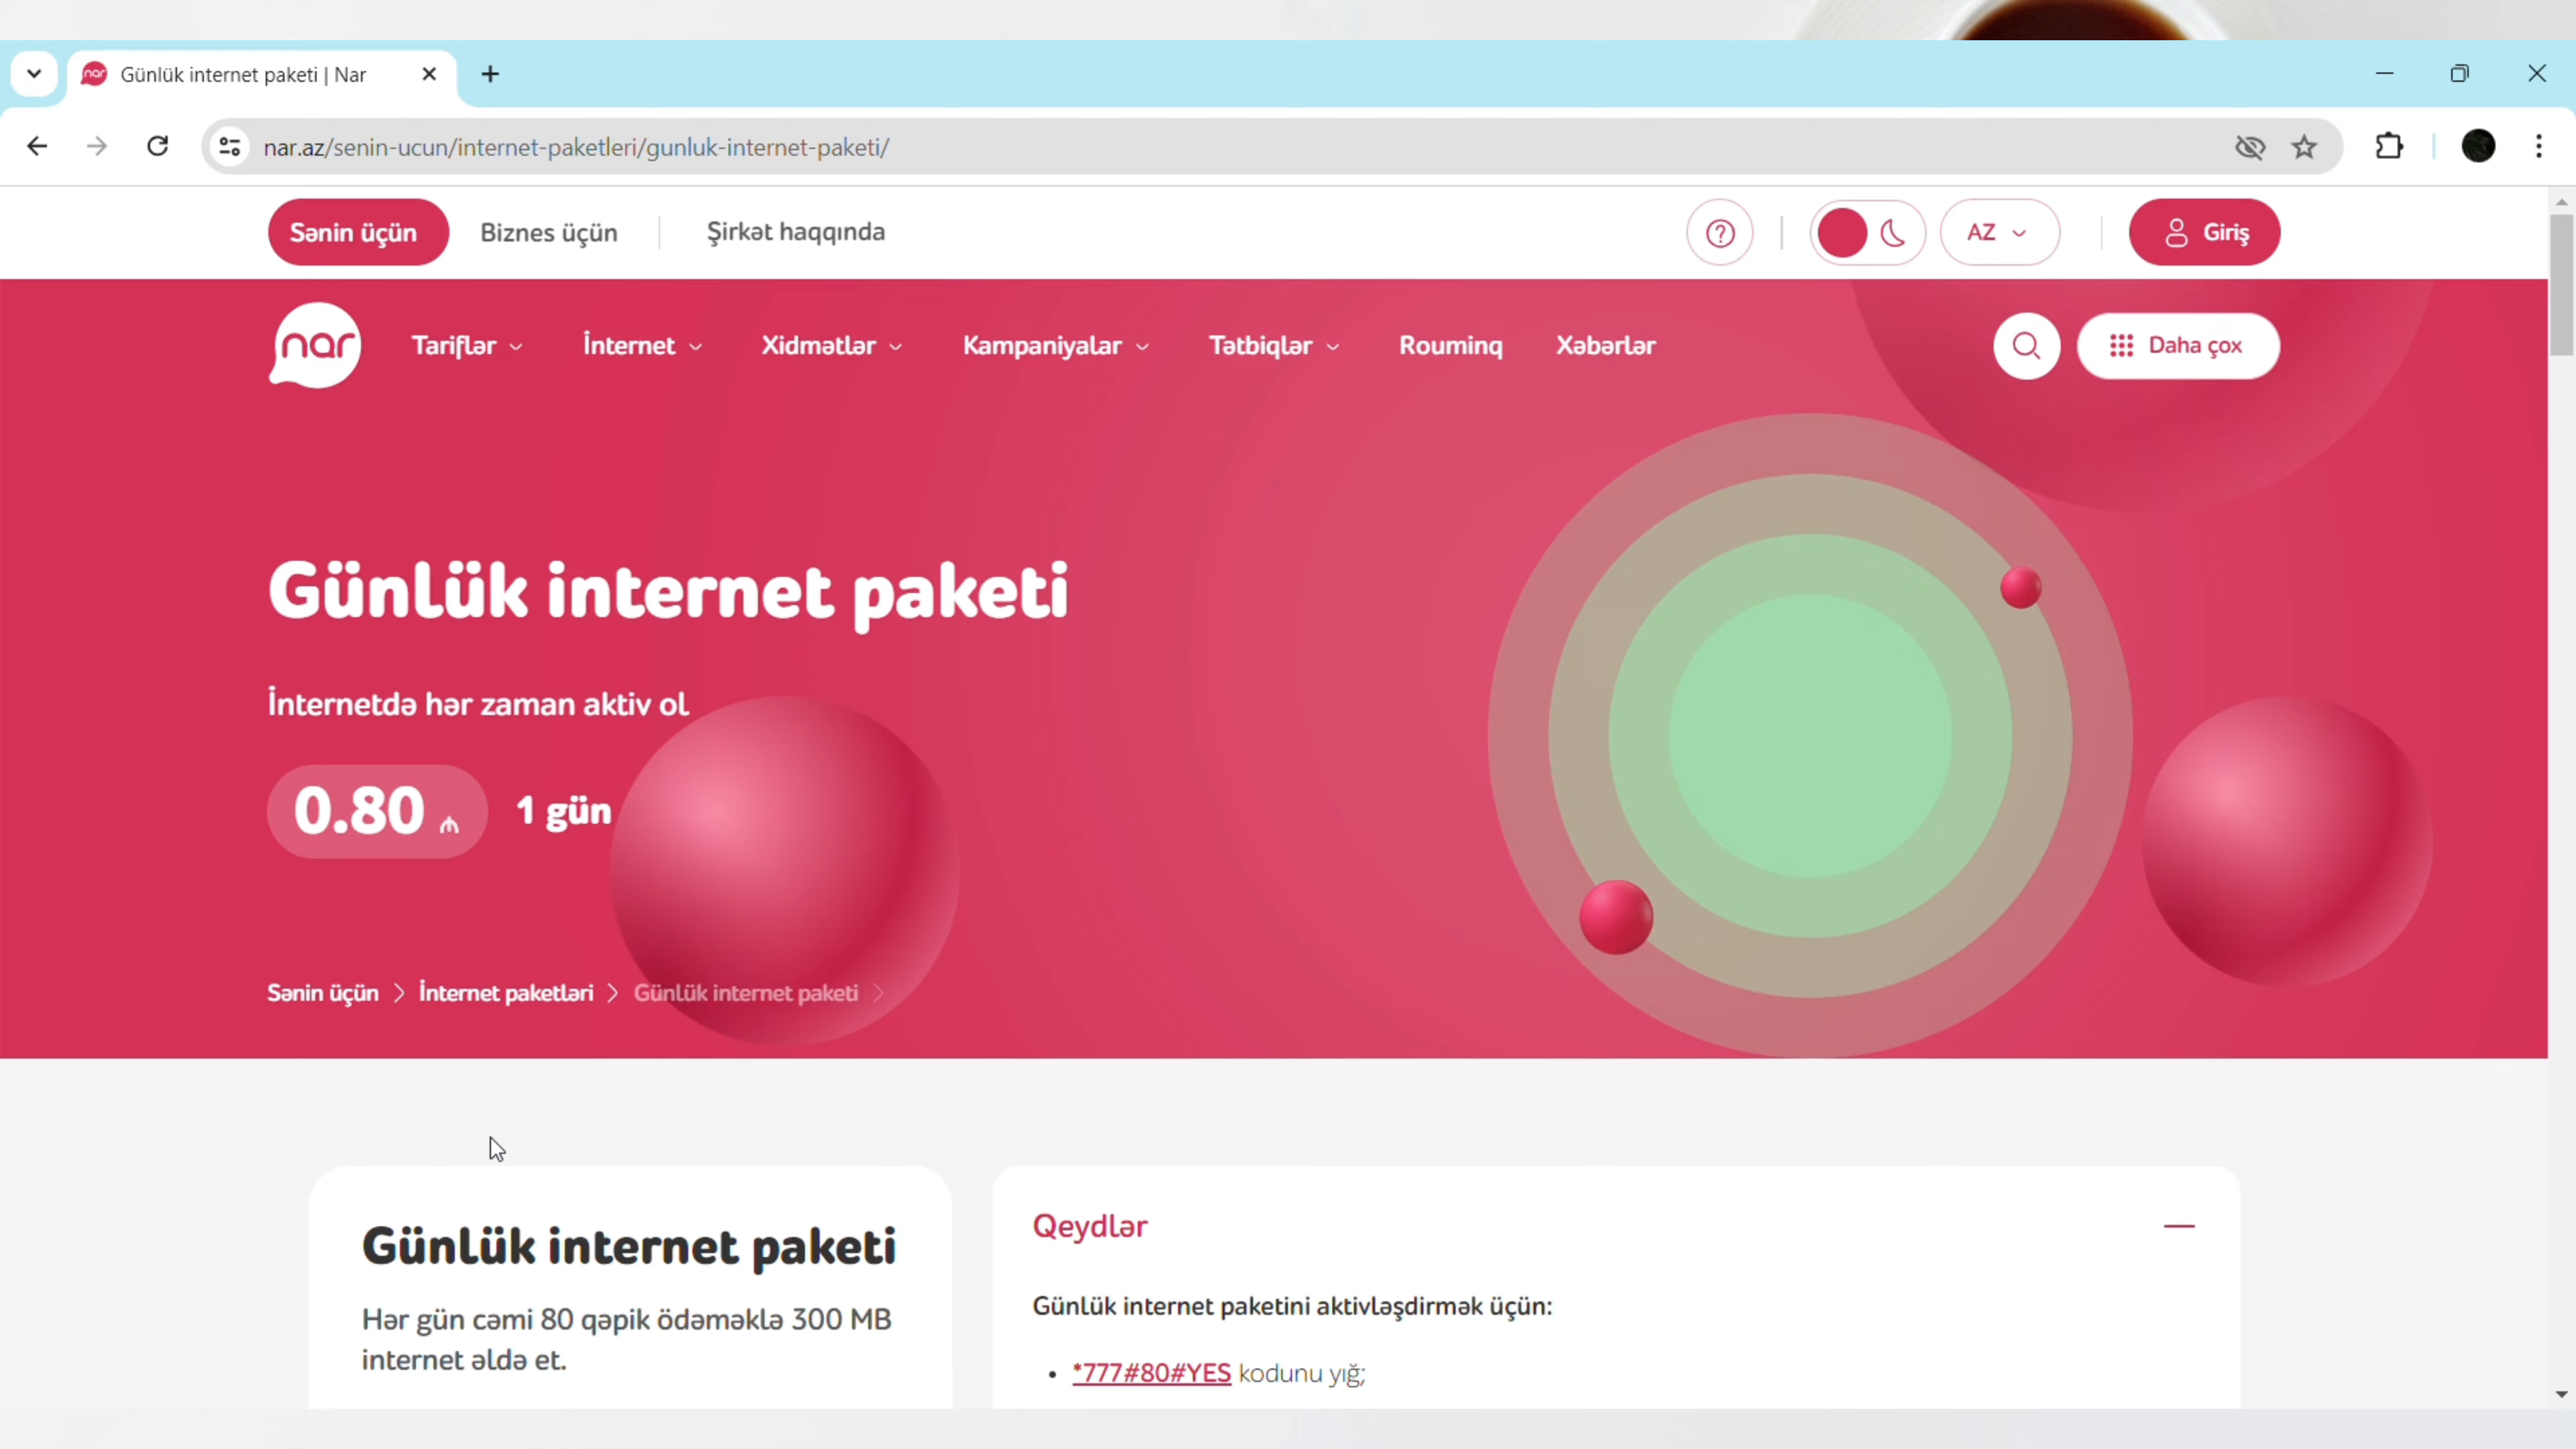 Günlük internet paketi | Nar
nar.az/senin-ucun/internet-paketleri/gunluk-internet-paketi/
Sənin üçün
Biznes üçün
Şirkət haqqında
AZ
Giriş
nar
Tariflər
İnternet
Xidmətlər
Kampaniyalar
Tətbiqlər
Rouminq
Xəbərlər
Daha çox
Günlük internet paketi
İnternetdə hər zaman aktiv ol
0.80 ₼
1 gün
Sənin üçün > İnternet paketləri > Günlük internet paketi >
Günlük internet paketi
Hər gün cəmi 80 qəpik ödəməklə 300 MB
internet əldə et.
Qeydlər
Günlük internet paketini aktivləşdirmək üçün:
• *777#80#YES kodunu yığ;